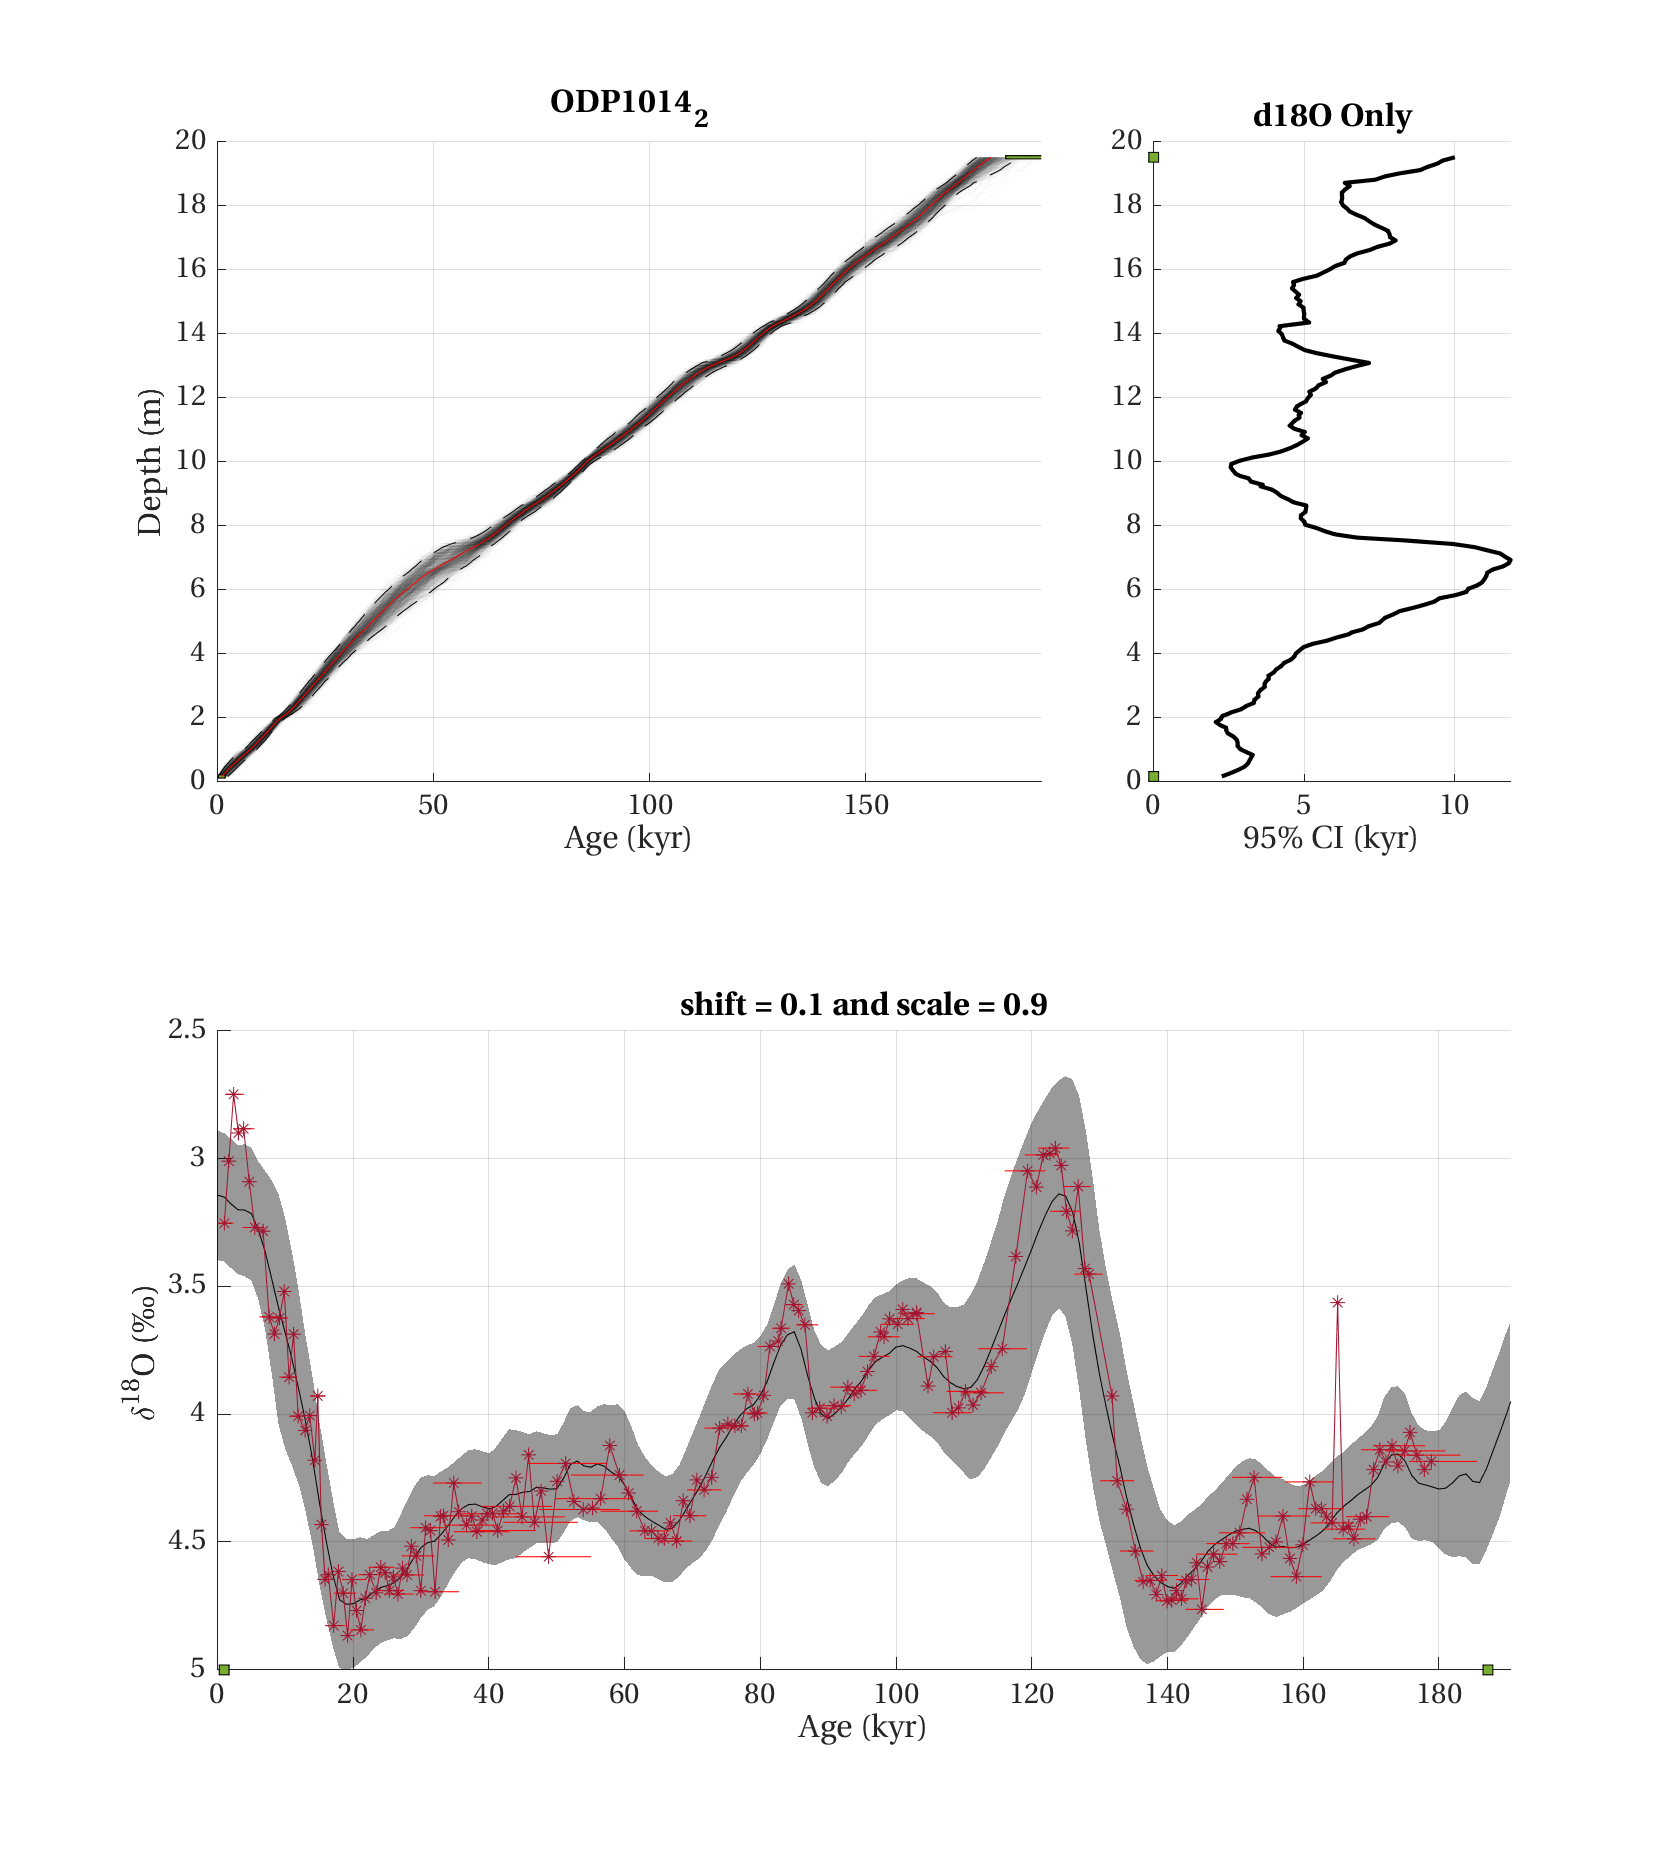 ODP1014₂
20
18
16
14
12
10
8
6
4
2
0
Depth (m)
0 50 100 150
Age (kyr)
d18O Only
20
18
16
14
12
10
8
6
4
2
0
0 5 10
95% CI (kyr)
shift = 0.1 and scale = 0.9
2.5
3
3.5
4
4.5
5
δ¹⁸O (‰)
0 20 40 60 80 100 120 140 160 180
Age (kyr)